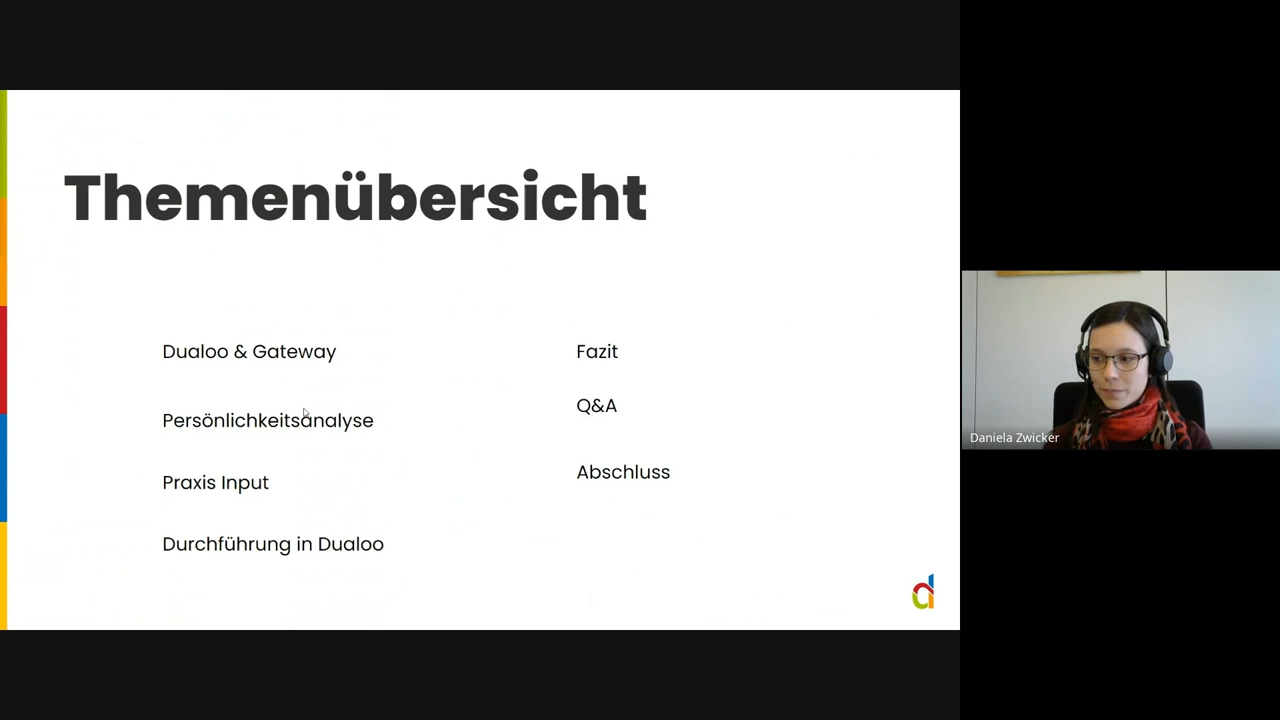 Themenübersicht
Dualoo & Gateway
Persönlichkeitsanalyse
Praxis Input
Durchführung in Dualoo
Fazit
Q&A
Abschluss
Daniela Zwicker